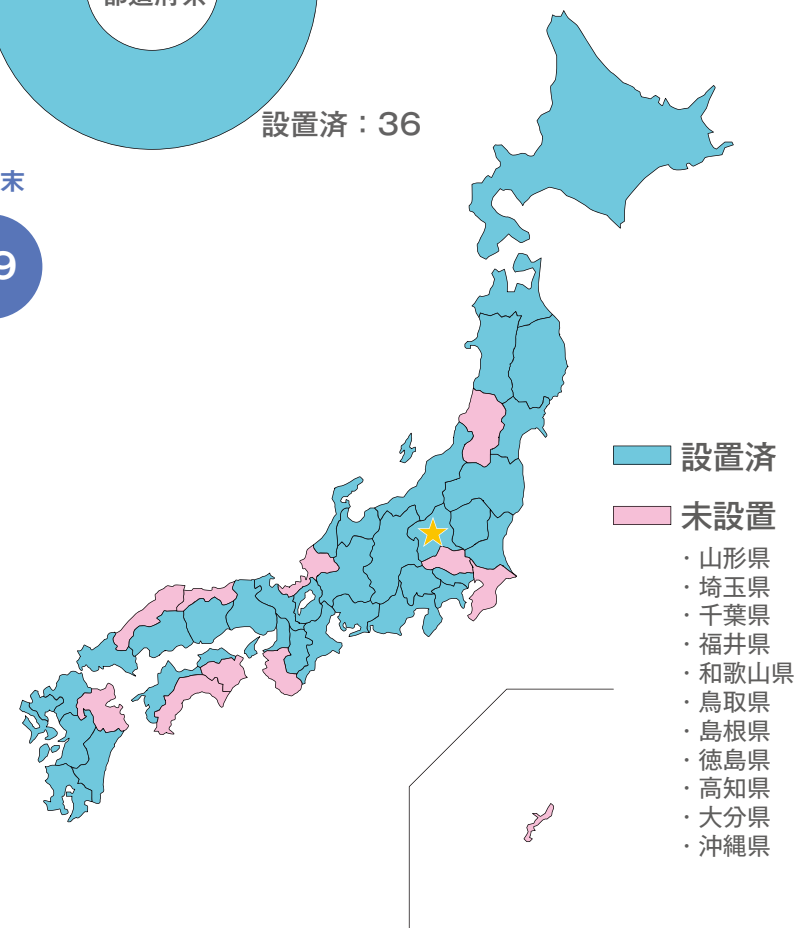 設置済：36
末
9
設置済
未設置
・山形県
・埼玉県
・千葉県
・福井県
・和歌山県
・鳥取県
・島根県
・徳島県
・高知県
・大分県
・沖縄県